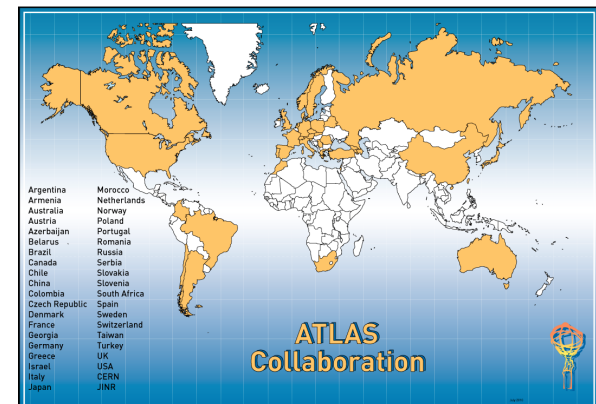 Argentina
Armenia
Australia
Austria
Azerbaijan
Belarus
Brazil
Canada
Chile
China
Colombia
Czech Republic
Denmark
France
Georgia
Germany
Greece
Israel
Italy
Japan
Morocco
Netherlands
Norway
Poland
Portugal
Romania
Russia
Serbia
Slovakia
Slovenia
South Africa
Spain
Sweden
Switzerland
Taiwan
Turkey
UK
USA
CERN
JINR
ATLAS
Collaboration